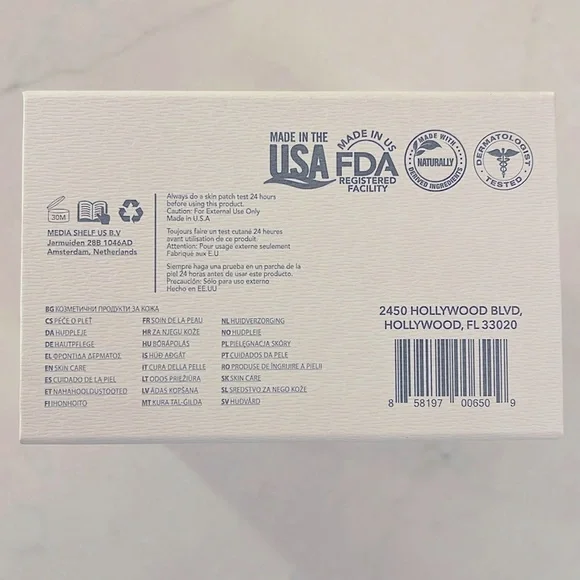 MADE IN THE
USA
MADE IN US
FDA
REGISTERED
FACILITY
MADE WITH
NATURALLY
DERIVED INGREDIENTS
DERMATOLOGIST
TESTED
30M
MEDIA SHELF US B.V
Jarmuiden 28B 1046AD
Amsterdam, Netherlands
Always do a skin patch test 24 hours
before using this product.
Caution: For External Use Only
Made in U.S.A
Toujours faire un test cutané 24 heures
avant utilisation de ce produit
Attention: Pour usage externe seulement
Fabriqué aux E.U
Siempre haga una prueba en un parche de la
piel 24 horas antes de usar este producto.
Precaución: Sólo para uso externo
Hecho en EE.UU
BG КОЗМЕТИЧНИ ПРОДУКТИ ЗА КОЖА
CS PÉČE O PLEŤ
DA HUDPLEJE
DE HAUTPFLEGE
EL ΦΡΟΝΤΙΔΑ ΔΕΡΜΑΤΟΣ
EN SKIN CARE
ES CUIDADO DE LA PIEL
ET NAHAHOOLDUSTOOTED
FI IHONHOITO
FR SOIN DE LA PEAU
HR ZA NJEGU KOŽE
HU BŐRÁPOLÁS
IS HÚÐ AÐGÁT
IT CURA DELLA PELLE
LT ODOS PRIEŽIŪRA
LV ĀDAS KOPŠANA
MT KURA TAL-ĠILDA
NL HUIDVERZORGING
NO HUDPLEIE
PL PIELĘGNACJA SKÓRY
PT CUIDADOS DA PELE
RO PRODUSE DE ÎNGRIJIRE A PIELII
SK SKIN CARE
SL SREDSTVO ZA NEGO KOŽE
SV HUDVÅRD
2450 HOLLYWOOD BLVD,
HOLLYWOOD, FL 33020
8 58197 00650 9